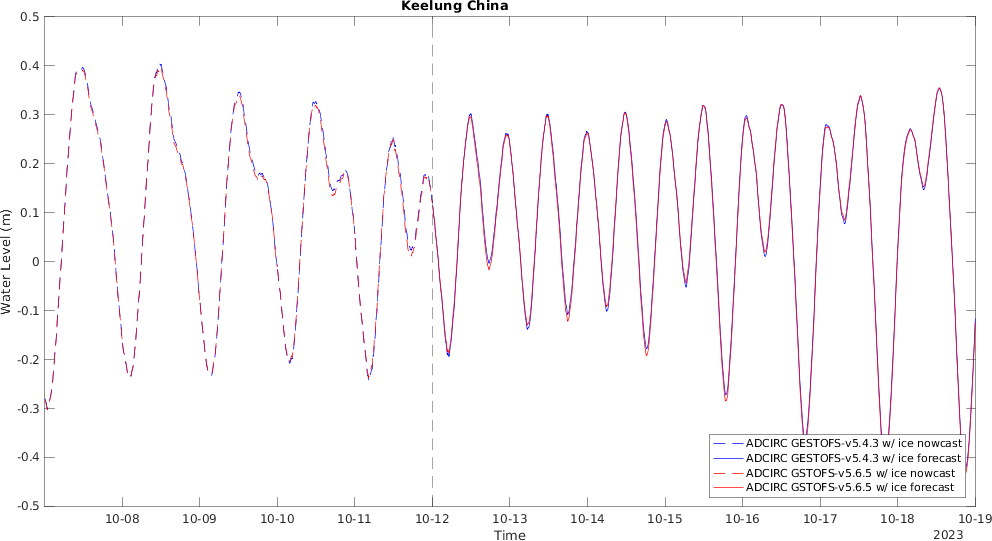 Keelung China
0.5
0.4
0.3
0.2
0.1
0
-0.1
-0.2
-0.3
-0.4
-0.5
Water Level (m)
ADCIRC GESTOFS-v5.4.3 w/ ice nowcast
ADCIRC GESTOFS-v5.4.3 w/ ice forecast
ADCIRC GSTOFS-v5.6.5 w/ ice nowcast
ADCIRC GSTOFS-v5.6.5 w/ ice forecast
10-08 10-09 10-10 10-11 10-12 10-13 10-14 10-15 10-16 10-17 10-18 10-19
Time
2023